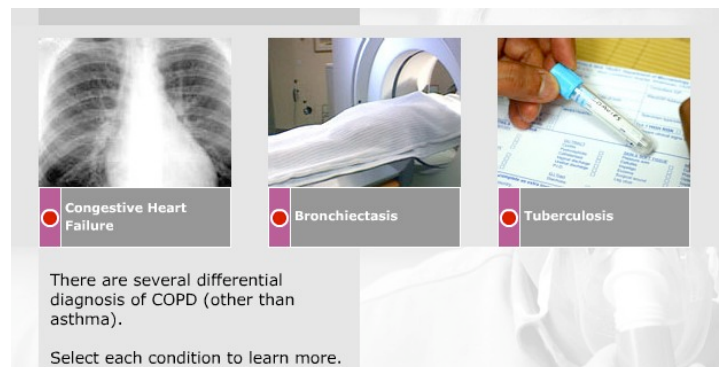 Congestive Heart
Failure
Bronchiectasis
Tuberculosis
There are several differential
diagnosis of COPD (other than
asthma).
Select each condition to learn more.